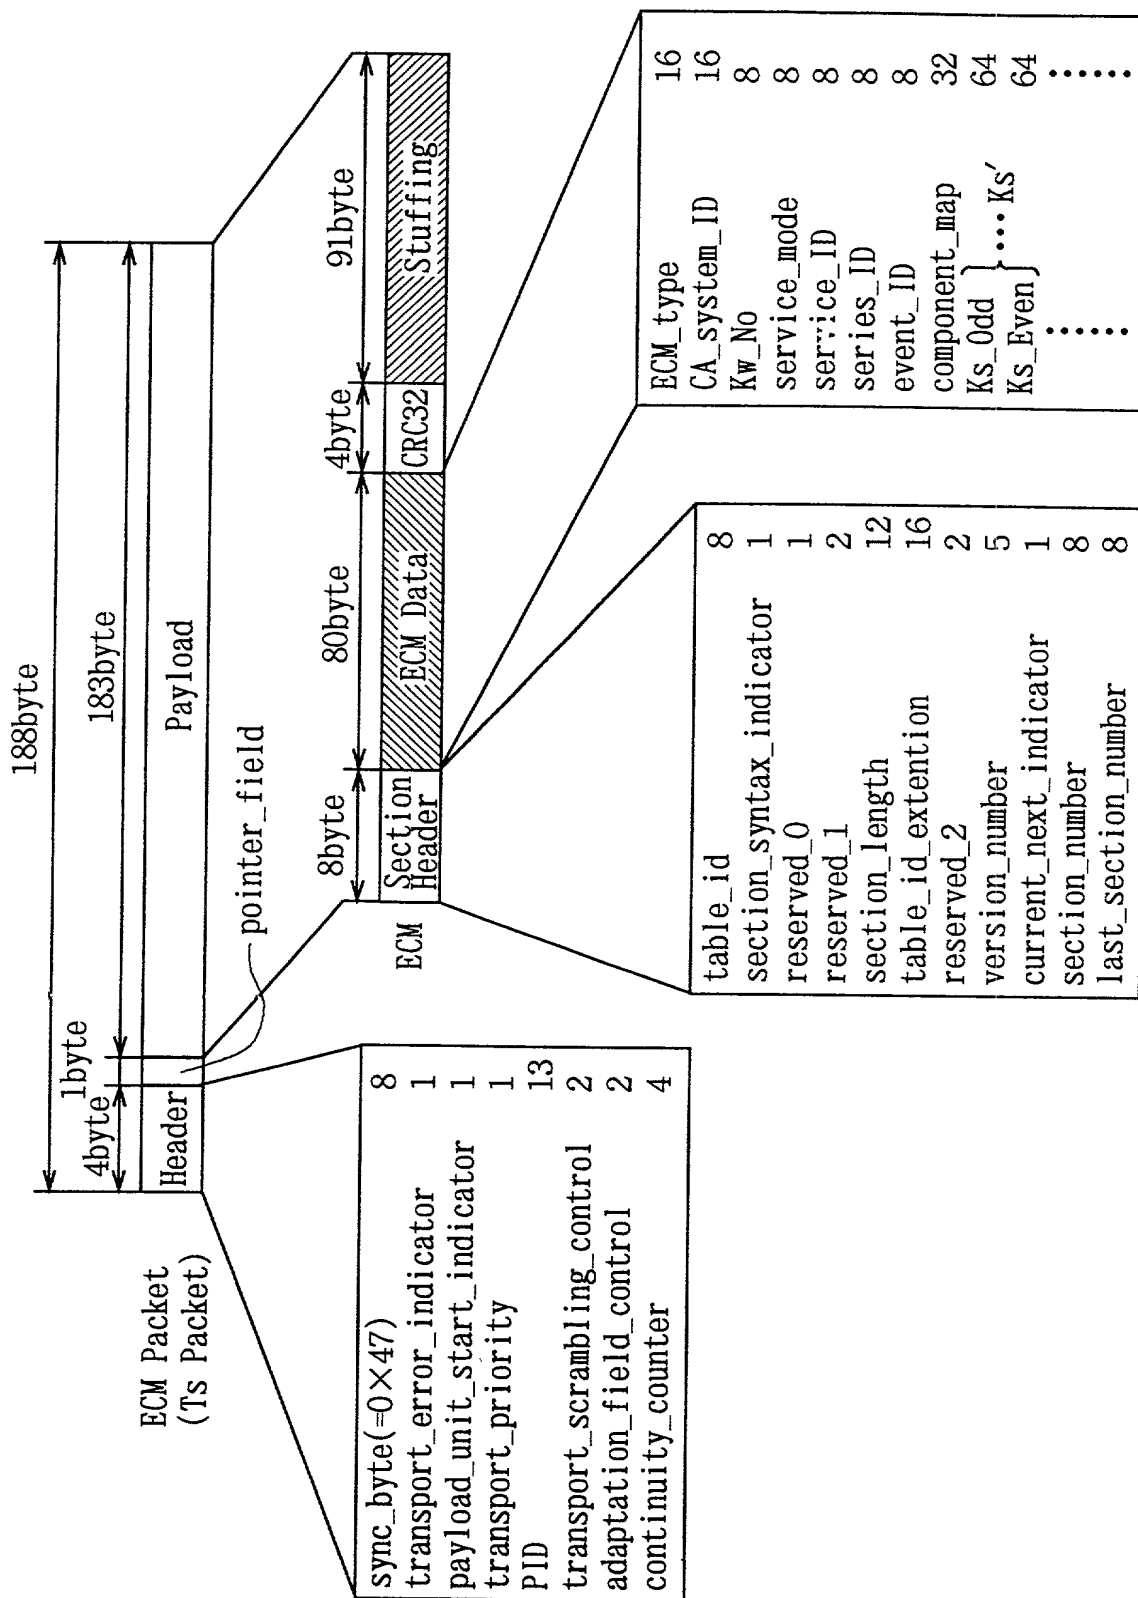 188byte
4byte
1byte
183byte
ECM Packet
(Ts Packet)
Header
Payload
pointer_field
8byte
80byte
4byte
91byte
ECM
Section
Header
ECM Data
CRC32
Stuffing
sync_byte(=0×47) 8
transport_error_indicator 1
payload_unit_start_indicator 1
transport_priority 1
PID 13
transport_scrambling_control 2
adaptation_field_control 2
continuity_counter 4
table_id 8
section_syntax_indicator 1
reserved_0 1
reserved_1 2
section_length 12
table_id_extention 16
reserved_2 2
version_number 5
current_next_indicator 1
section_number 8
last_section_number 8
ECM_type 16
CA_system_ID 16
Kw_No 8
service_mode 8
service_ID 8
series_ID 8
event_ID 8
component_map 32
Ks_Odd 64
Ks_Even 64
}···Ks′
······ ······